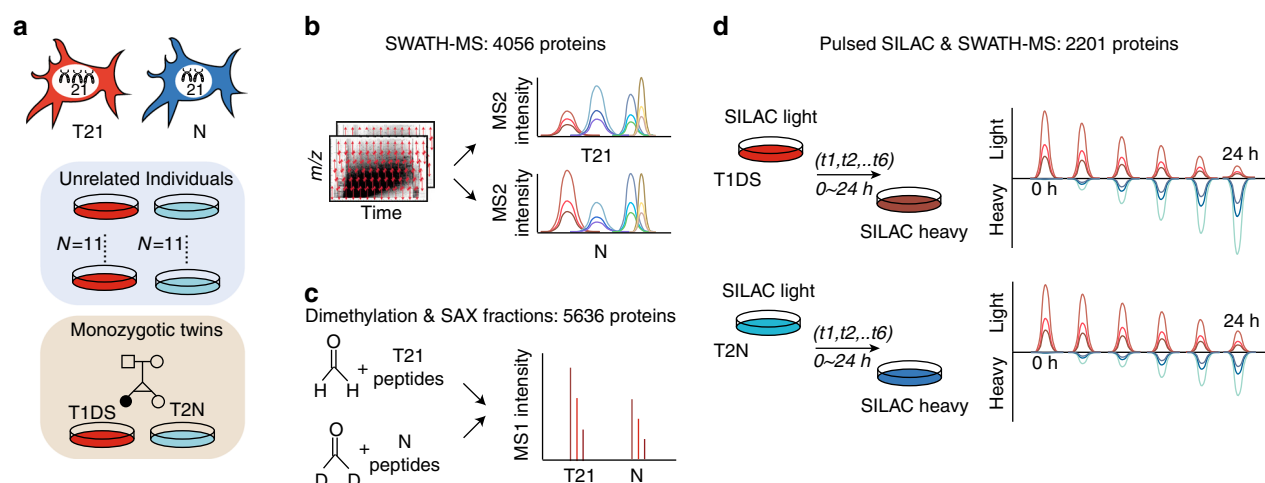 a
21
21
T21
N
Unrelated Individuals
N=11
N=11
Monozygotic twins
T1DS
T2N
b
SWATH-MS: 4056 proteins
m/z
Time
MS2
intensity
T21
MS2
intensity
N
c
Dimethylation & SAX fractions: 5636 proteins
O
H H
+ T21
peptides
O
D D
+ N
peptides
MS1 intensity
T21
N
d
Pulsed SILAC & SWATH-MS: 2201 proteins
SILAC light
T1DS
(t1,t2,..t6)
0~24 h
SILAC heavy
Light
Heavy
0 h
24 h
SILAC light
T2N
(t1,t2,..t6)
0~24 h
SILAC heavy
Light
Heavy
0 h
24 h